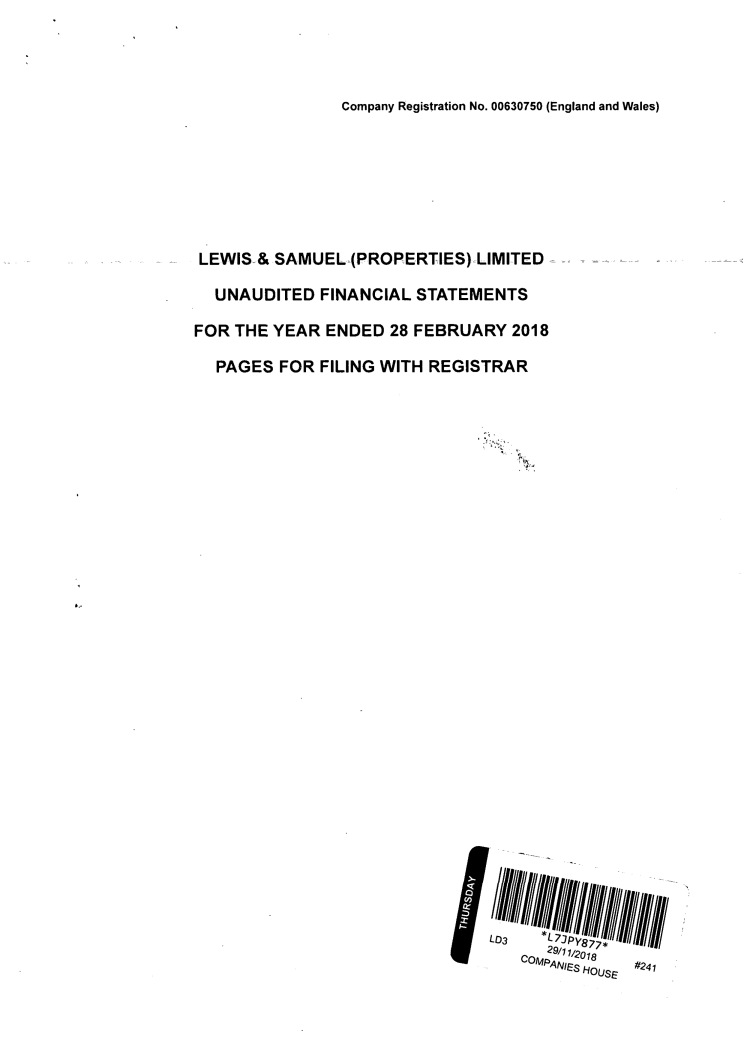 Company Registration No. 00630750 (England and Wales)
LEWIS & SAMUEL (PROPERTIES) LIMITED
UNAUDITED FINANCIAL STATEMENTS
FOR THE YEAR ENDED 28 FEBRUARY 2018
PAGES FOR FILING WITH REGISTRAR
THURSDAY
*L7JPY877*
LD3
29/11/2018
#241
COMPANIES HOUSE